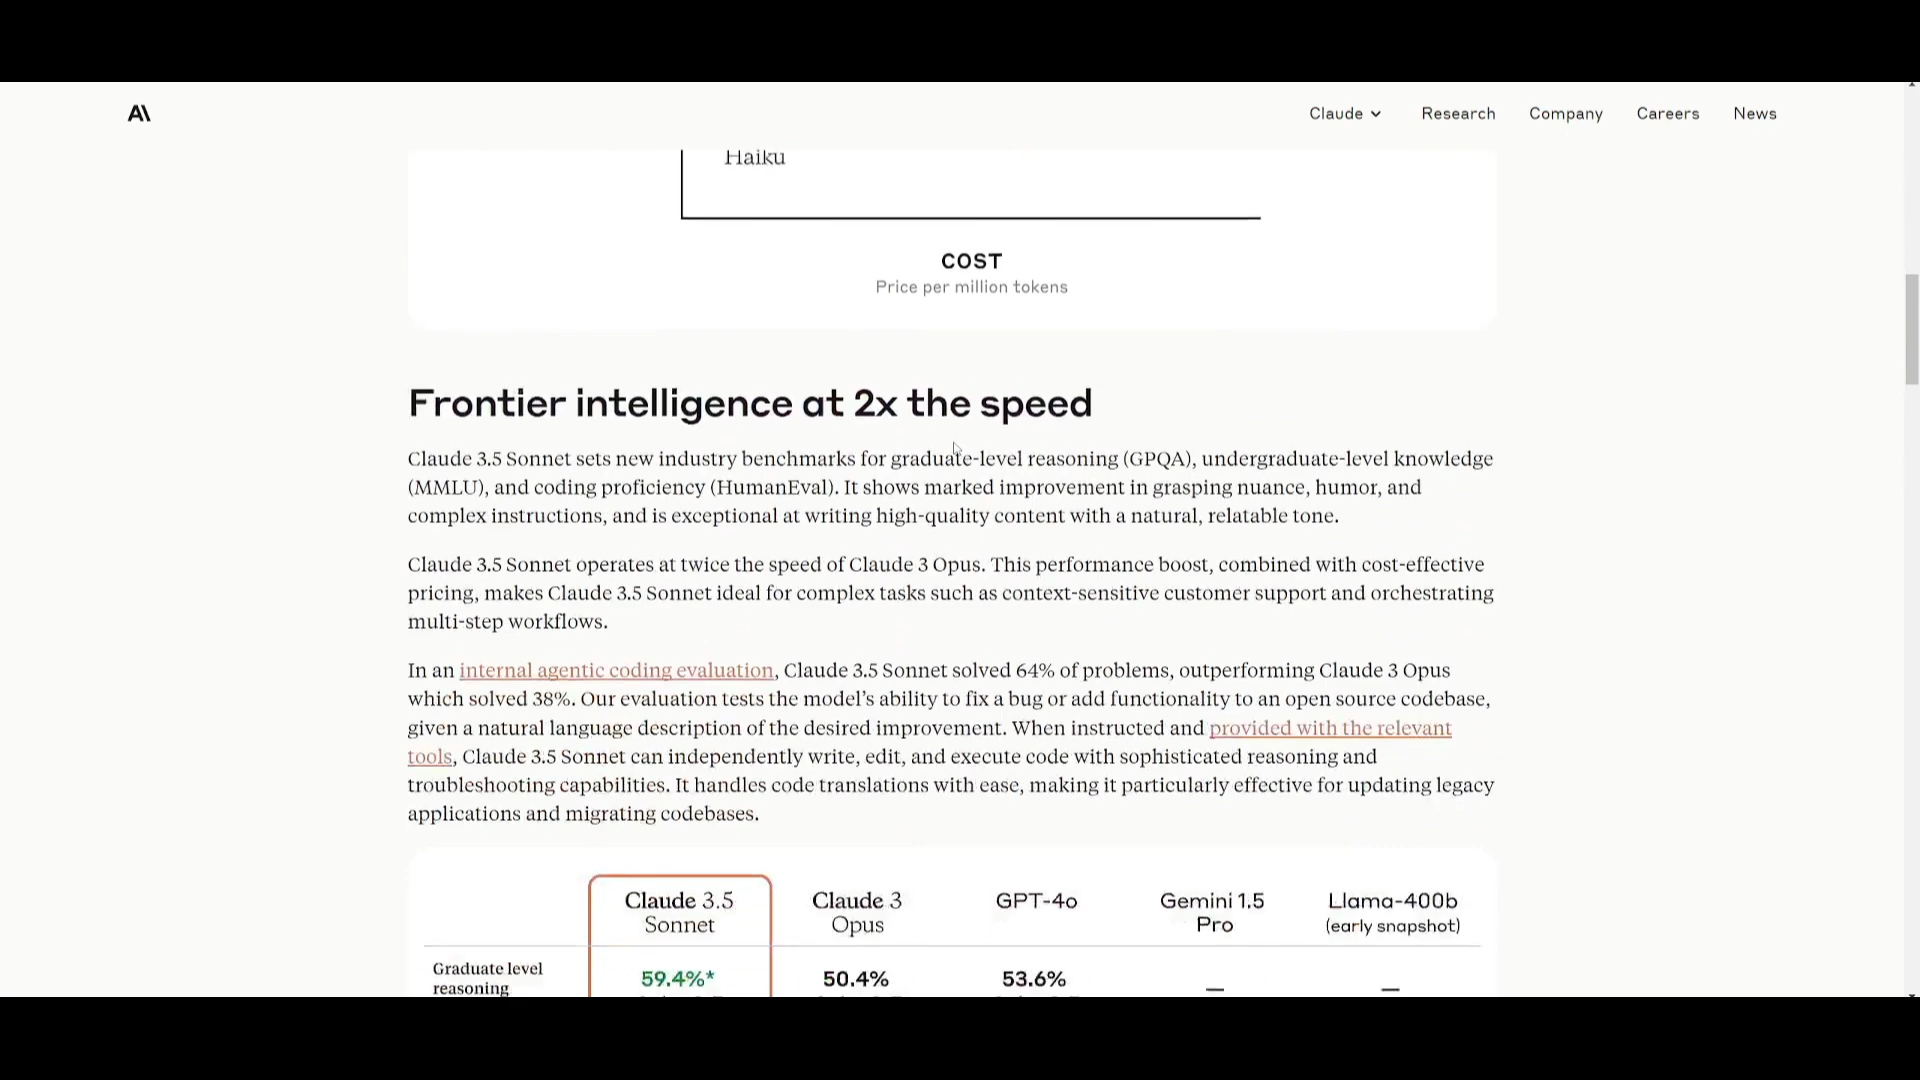 Claude Research Company Careers News
Haiku
COST
Price per million tokens
Frontier intelligence at 2x the speed
Claude 3.5 Sonnet sets new industry benchmarks for graduate-level reasoning (GPQA), undergraduate-level knowledge
(MMLU), and coding proficiency (HumanEval). It shows marked improvement in grasping nuance, humor, and
complex instructions, and is exceptional at writing high-quality content with a natural, relatable tone.
Claude 3.5 Sonnet operates at twice the speed of Claude 3 Opus. This performance boost, combined with cost-effective
pricing, makes Claude 3.5 Sonnet ideal for complex tasks such as context-sensitive customer support and orchestrating
multi-step workflows.
In an internal agentic coding evaluation, Claude 3.5 Sonnet solved 64% of problems, outperforming Claude 3 Opus
which solved 38%. Our evaluation tests the model’s ability to fix a bug or add functionality to an open source codebase,
given a natural language description of the desired improvement. When instructed and provided with the relevant
tools, Claude 3.5 Sonnet can independently write, edit, and execute code with sophisticated reasoning and
troubleshooting capabilities. It handles code translations with ease, making it particularly effective for updating legacy
applications and migrating codebases.
Claude 3.5 Claude 3 GPT-4o Gemini 1.5 Llama-400b
Sonnet Opus Pro (early snapshot)
Graduate level
reasoning
59.4%* 50.4% 53.6% — —